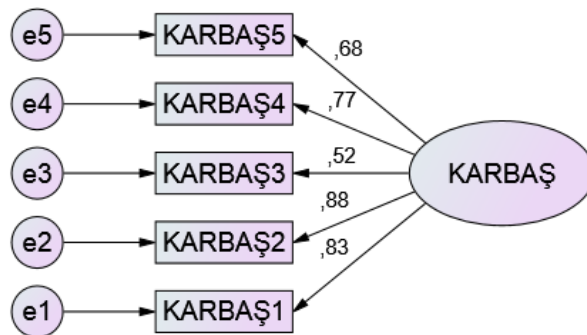 e5 KARBAŞ5 ,68
e4 KARBAŞ4 ,77
e3 KARBAŞ3 ,52 KARBAŞ
e2 KARBAŞ2 ,88
e1 KARBAŞ1 ,83